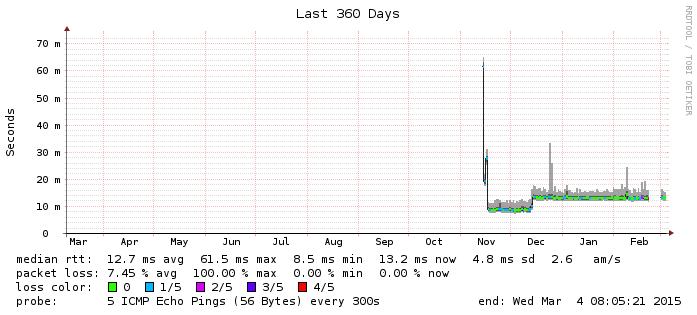 Last 360 Days
RRDTOOL / TOBI OETIKER
Seconds
70 m
60 m
50 m
40 m
30 m
20 m
10 m
0
Mar Apr May Jun Jul Aug Sep Oct Nov Dec Jan Feb
median rtt: 12.7 ms avg 61.5 ms max 8.5 ms min 13.2 ms now 4.8 ms sd 2.6 am/s
packet loss: 7.45 % avg 100.00 % max 0.00 % min 0.00 % now
loss color: 0 1/5 2/5 3/5 4/5
probe: 5 ICMP Echo Pings (56 Bytes) every 300s end: Wed Mar 4 08:05:21 2015